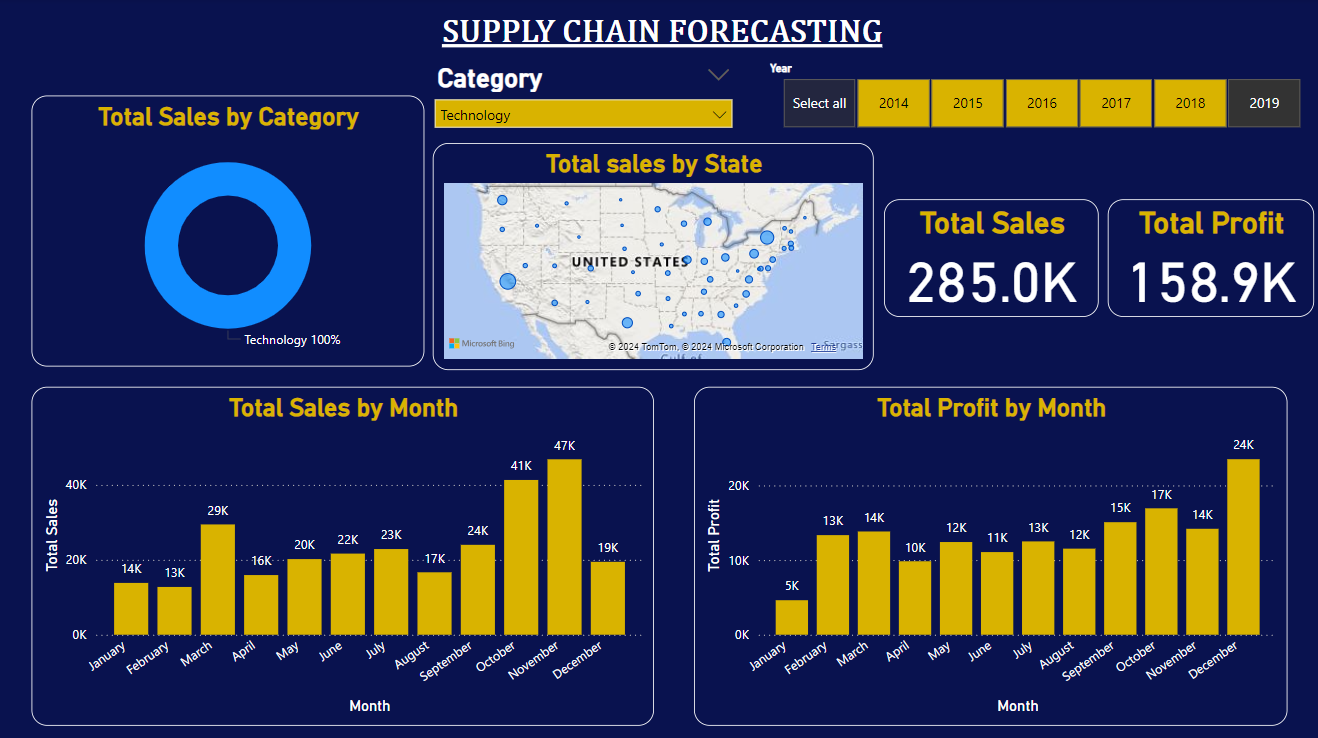 SUPPLY CHAIN FORECASTING
Category
Technology
Year
Select all 2014 2015 2016 2017 2018 2019
Total Sales by Category
Technology 100%
Total sales by State
UNITED STATES
Microsoft Bing
© 2024 TomTom, © 2024 Microsoft Corporation Terms
Total Sales
285.0K
Total Profit
158.9K
Total Sales by Month
Total Sales
40K
20K
0K
14K 13K 29K 16K 20K 22K 23K 17K 24K 41K 47K 19K
January February March April May June July August September October November December
Month
Total Profit by Month
Total Profit
20K
10K
0K
5K 13K 14K 10K 12K 11K 13K 12K 15K 17K 14K 24K
January February March April May June July August September October November December
Month